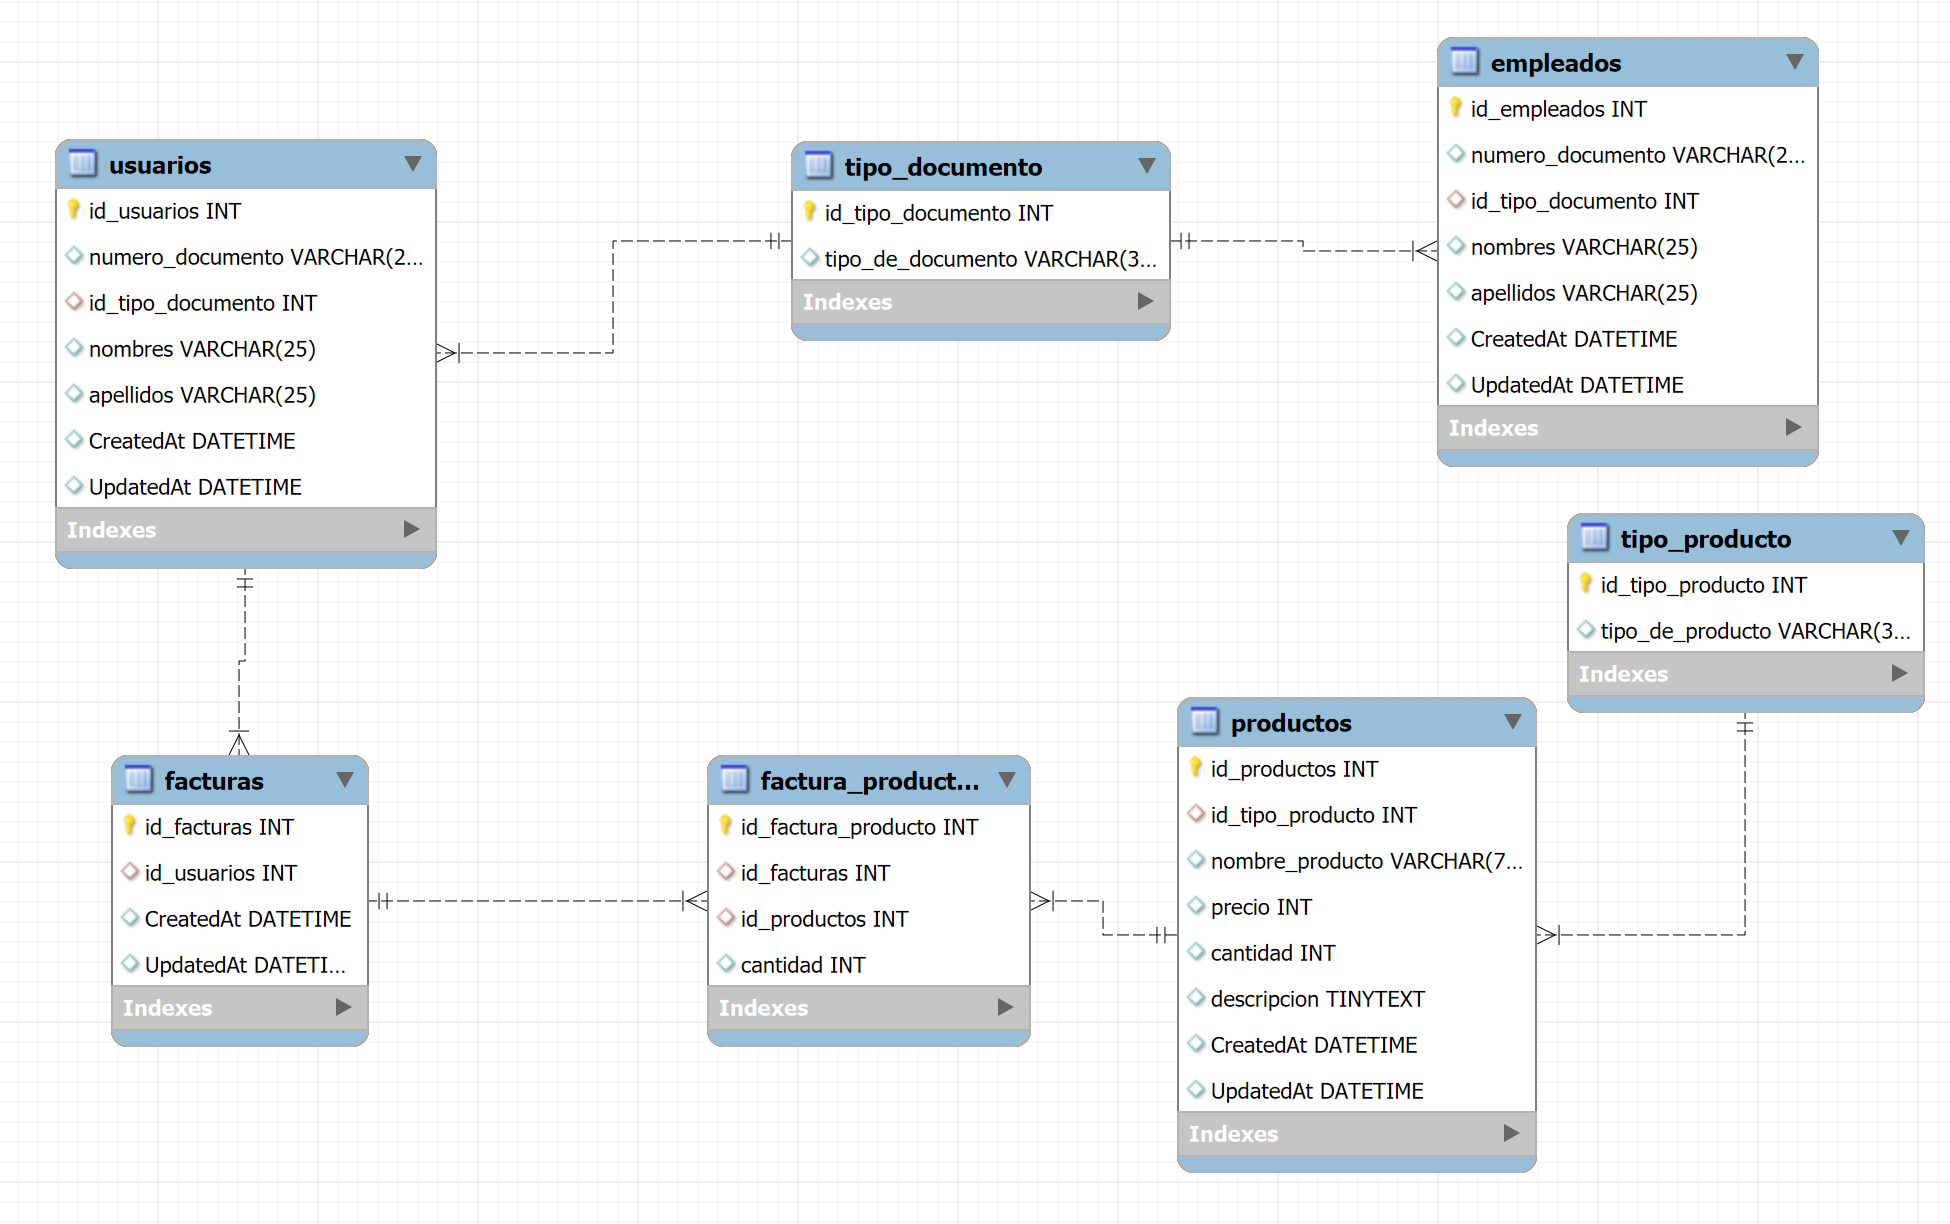 usuarios
id_usuarios INT
numero_documento VARCHAR(2...
id_tipo_documento INT
nombres VARCHAR(25)
apellidos VARCHAR(25)
CreatedAt DATETIME
UpdatedAt DATETIME
Indexes
tipo_documento
id_tipo_documento INT
tipo_de_documento VARCHAR(3...
Indexes
empleados
id_empleados INT
numero_documento VARCHAR(2...
id_tipo_documento INT
nombres VARCHAR(25)
apellidos VARCHAR(25)
CreatedAt DATETIME
UpdatedAt DATETIME
Indexes
tipo_producto
id_tipo_producto INT
tipo_de_producto VARCHAR(3...
Indexes
facturas
id_facturas INT
id_usuarios INT
CreatedAt DATETIME
UpdatedAt DATETI...
Indexes
factura_product...
id_factura_producto INT
id_facturas INT
id_productos INT
cantidad INT
Indexes
productos
id_productos INT
id_tipo_producto INT
nombre_producto VARCHAR(7...
precio INT
cantidad INT
descripcion TINYTEXT
CreatedAt DATETIME
UpdatedAt DATETIME
Indexes